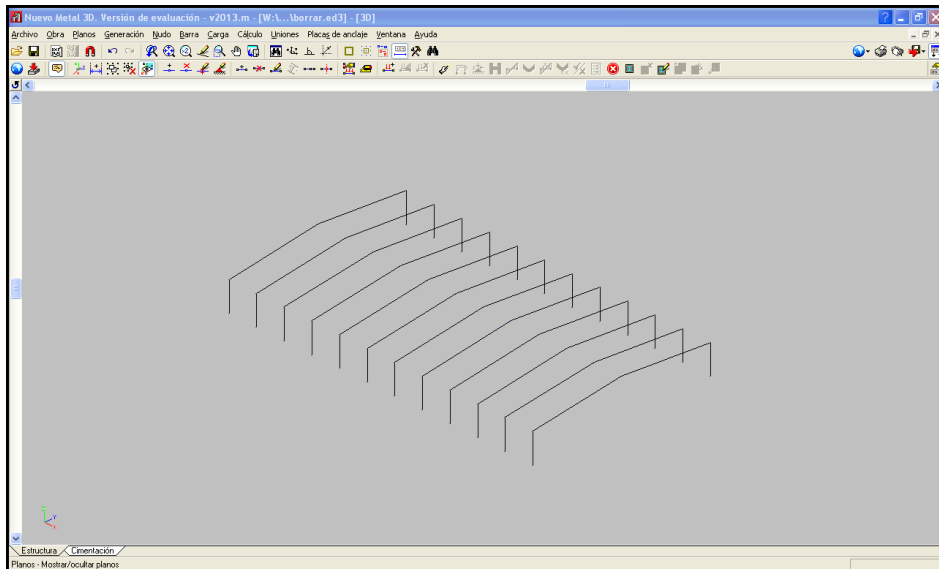 Nuevo Metal 3D. Versión de evaluación - v2013.m - [W:\...\borrar.ed3] - [3D]
Archivo Obra Planos Generación Nudo Barra Carga Cálculo Uniones Placas de anclaje Ventana Ayuda
Estructura Cimentación
Planos - Mostrar/ocultar planos